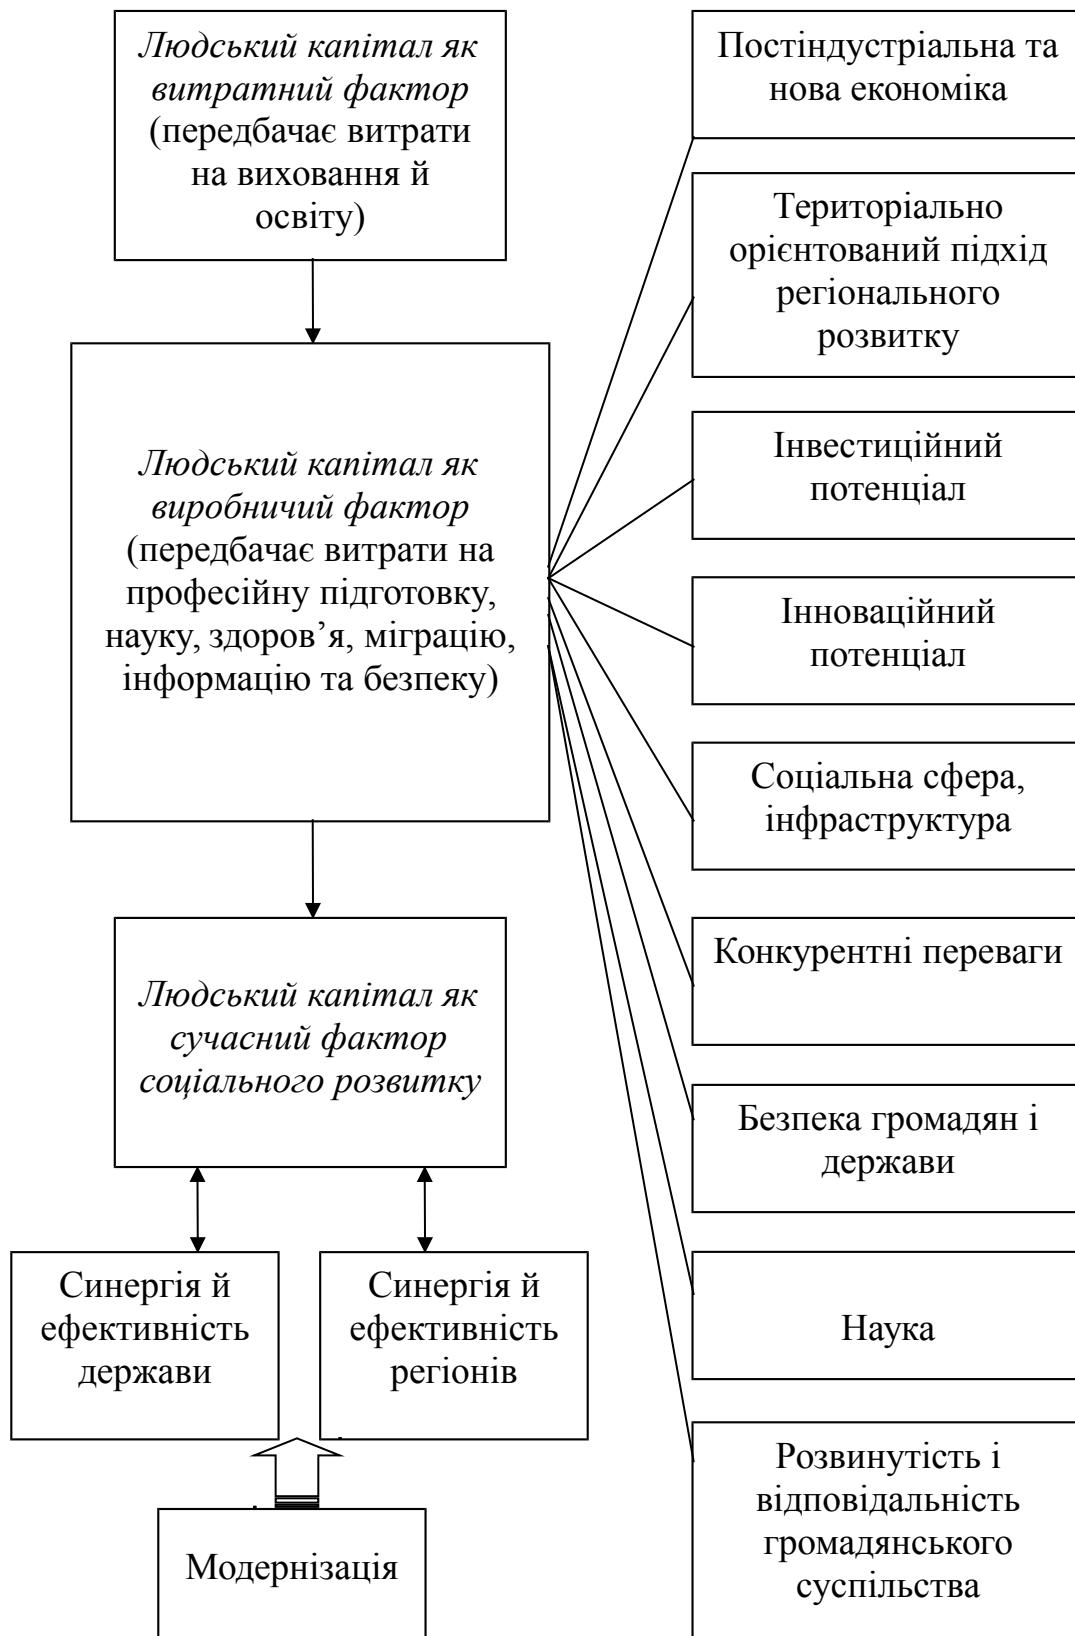 Людський капітал як
витратний фактор
(передбачає витрати
на виховання й
освіту)
Людський капітал як
виробничий фактор
(передбачає витрати на
професійну підготовку,
науку, здоров’я, міграцію,
інформацію та безпеку)
Людський капітал як
сучасний фактор
соціального розвитку
Синергія й
ефективність
держави
Синергія й
ефективність
регіонів
Модернізація
Постіндустріальна та
нова економіка
Територіально
орієнтований підхід
регіонального
розвитку
Інвестиційний
потенціал
Інноваційний
потенціал
Соціальна сфера,
інфраструктура
Конкурентні переваги
Безпека громадян і
держави
Наука
Розвинутість і
відповідальність
громадянського
суспільства